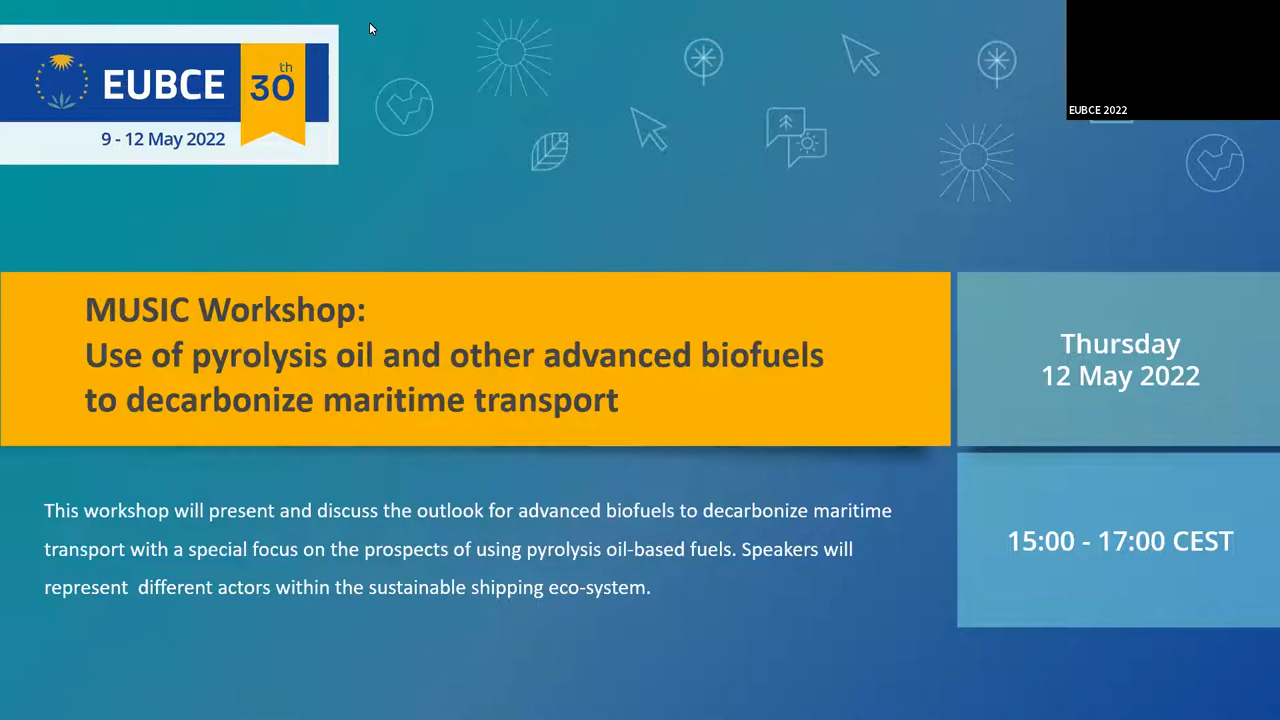 EUBCE
30th
9 - 12 May 2022
EUBCE 2022
MUSIC Workshop:
Use of pyrolysis oil and other advanced biofuels
to decarbonize maritime transport
Thursday
12 May 2022
This workshop will present and discuss the outlook for advanced biofuels to decarbonize maritime
transport with a special focus on the prospects of using pyrolysis oil-based fuels. Speakers will
represent  different actors within the sustainable shipping eco-system.
15:00 - 17:00 CEST